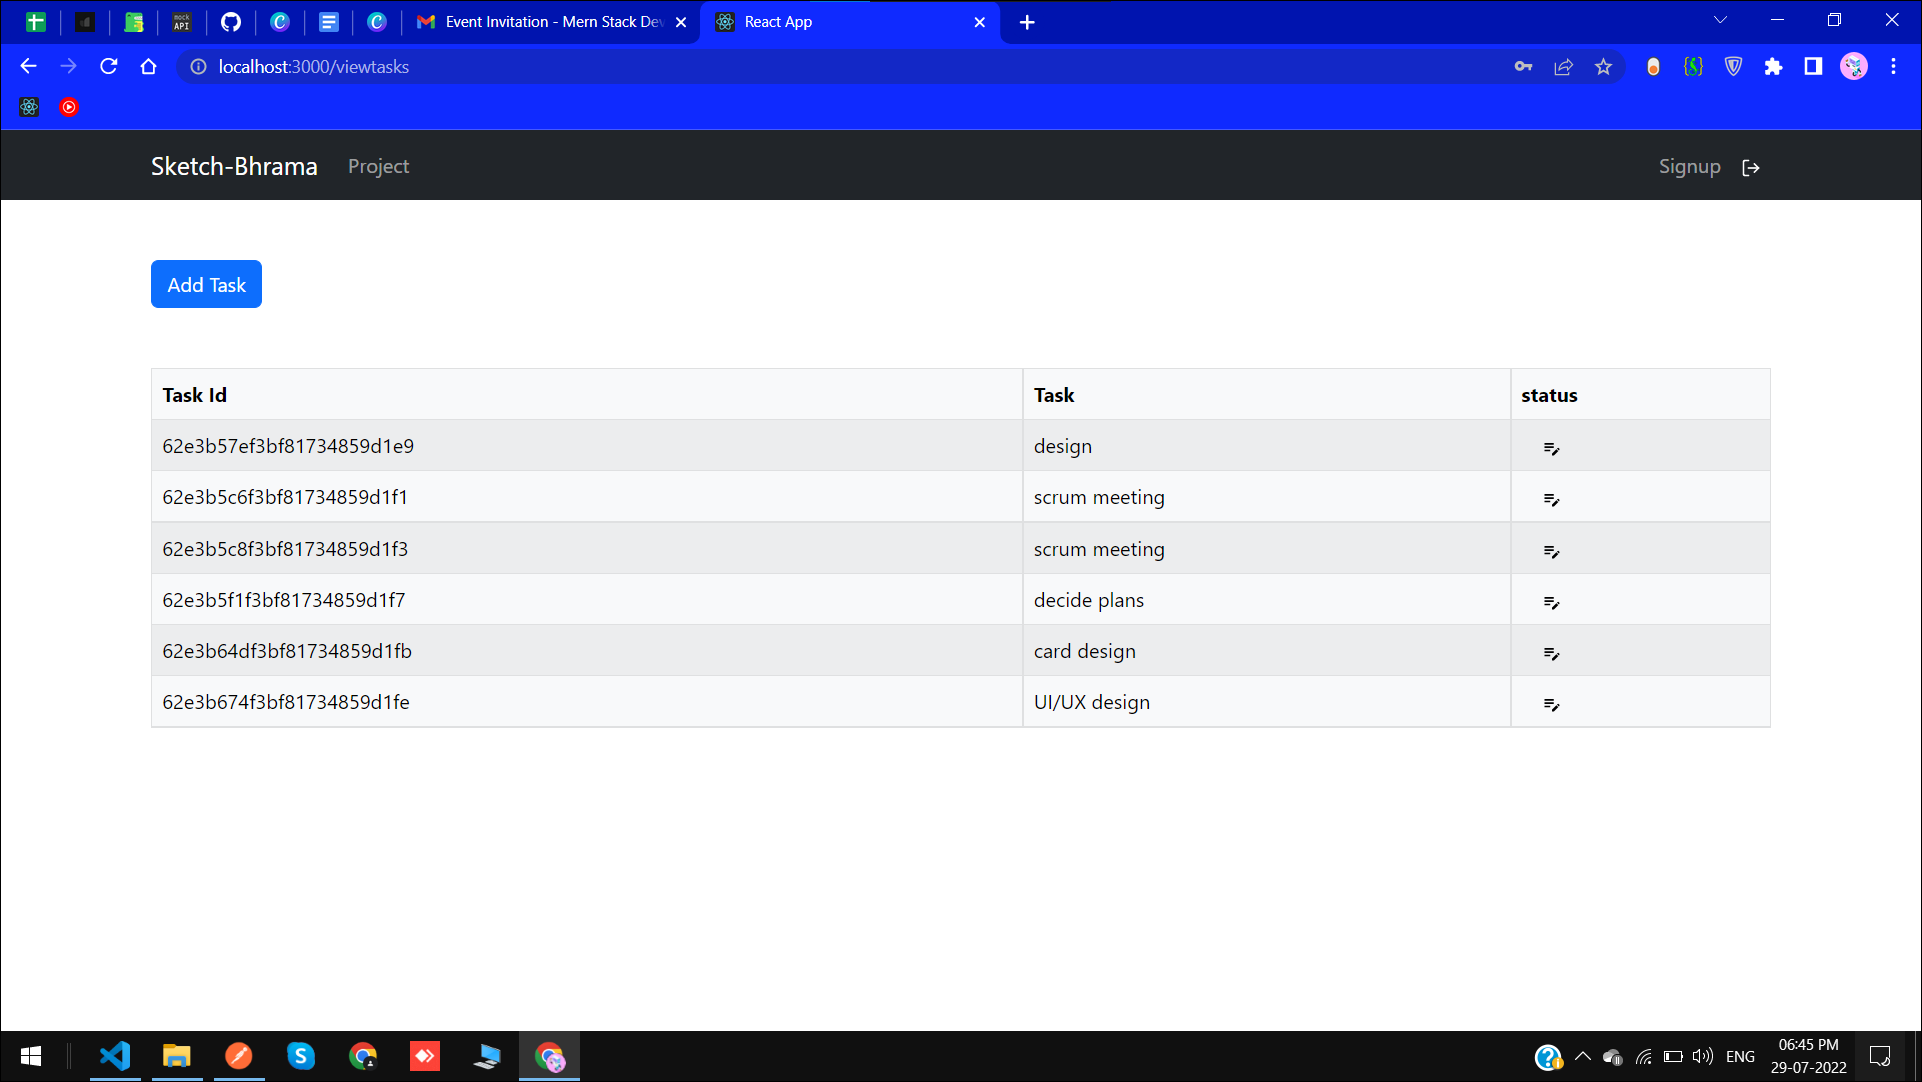 mock
API
Event Invitation - Mern Stack Dev
React App
localhost:3000/viewtasks
Sketch-Bhrama Project Signup
Add Task
Task Id Task status
62e3b57ef3bf81734859d1e9 design
62e3b5c6f3bf81734859d1f1 scrum meeting
62e3b5c8f3bf81734859d1f3 scrum meeting
62e3b5f1f3bf81734859d1f7 decide plans
62e3b64df3bf81734859d1fb card design
62e3b674f3bf81734859d1fe UI/UX design
ENG
06:45 PM
29-07-2022